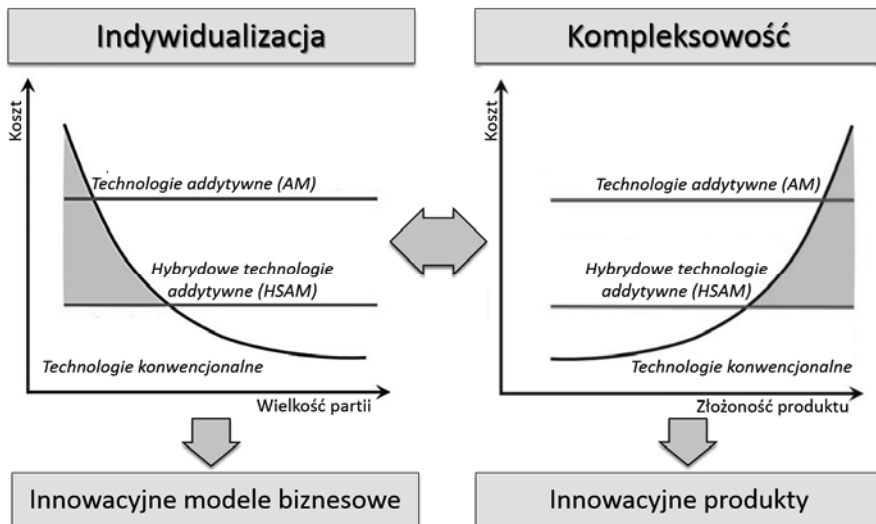 Indywidualizacja
Koszt
Technologie addytywne (AM)
Hybrydowe technologie
addytywne (HSAM)
Technologie konwencjonalne
Wielkość partii
Innowacyjne modele biznesowe
Kompleksowość
Koszt
Technologie addytywne (AM)
Hybrydowe technologie
addytywne (HSAM)
Technologie konwencjonalne
Złożoność produktu
Innowacyjne produkty